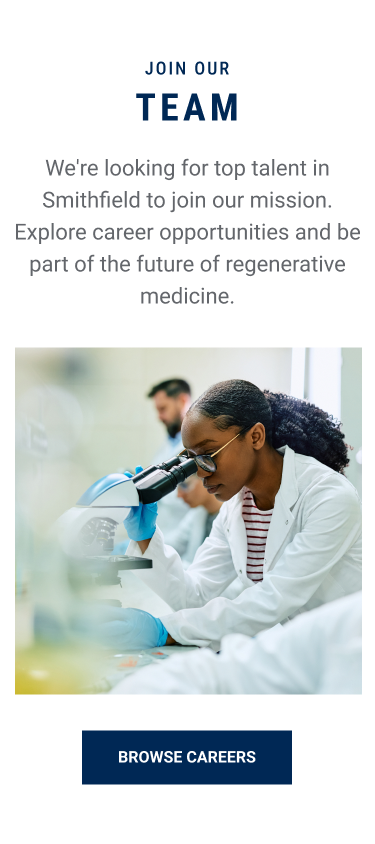 JOIN OUR
TEAM
We're looking for top talent in
Smithfield to join our mission.
Explore career opportunities and be
part of the future of regenerative
medicine.
BROWSE CAREERS